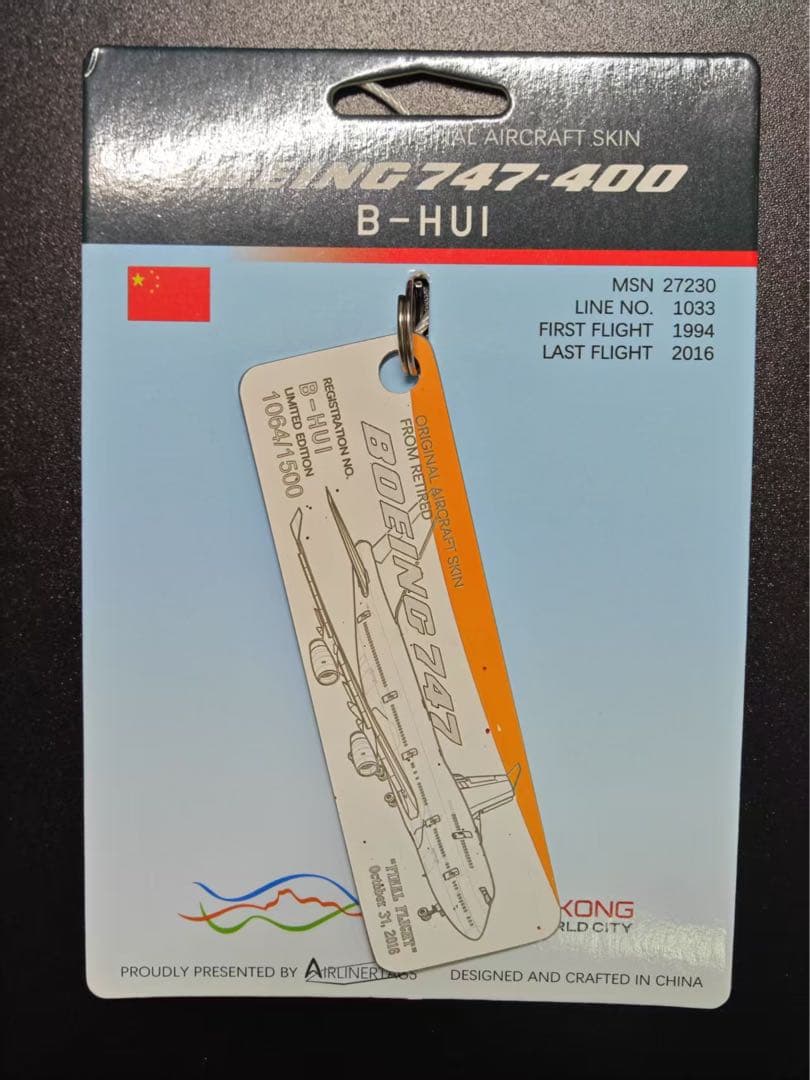 AIRCRAFT SKIN
BOEING 747-400
B-HUI
MSN 27230
LINE NO. 1033
FIRST FLIGHT 1994
LAST FLIGHT 2016
ORIGINAL AIRCRAFT SKIN
FROM RETIRED
BOEING 747
REGISTRATION NO.
B-HUI
LIMITED EDITION
1064/1500
"FINAL FLIGHT"
October 31, 2016
KONG
RLD CITY
PROUDLY PRESENTED BY AIRLINERTAGS
DESIGNED AND CRAFTED IN CHINA